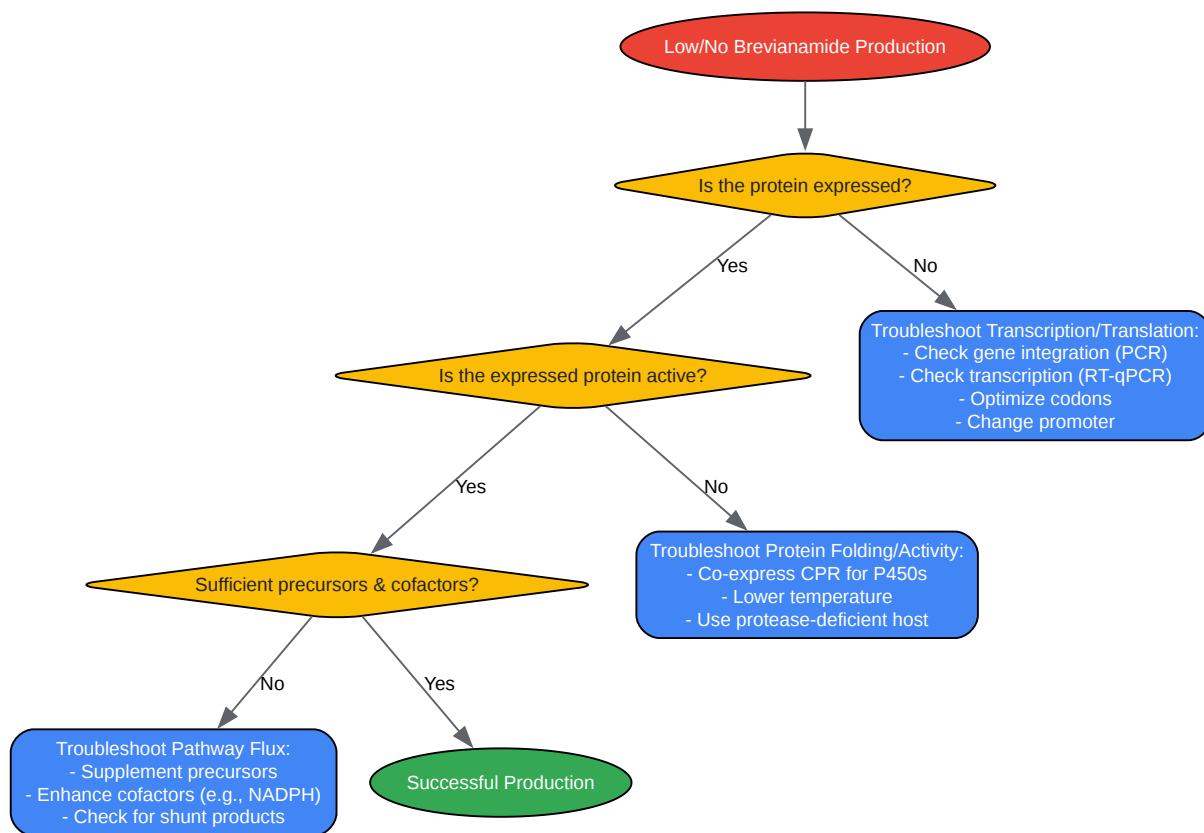 Low/No Brevianamide Production
Is the protein expressed?
Yes
No
Troubleshoot Transcription/Translation:
- Check gene integration (PCR)
- Check transcription (RT-qPCR)
- Optimize codons
- Change promoter
Is the expressed protein active?
Yes
No
Troubleshoot Protein Folding/Activity:
- Co-express CPR for P450s
- Lower temperature
- Use protease-deficient host
Sufficient precursors & cofactors?
No
Yes
Troubleshoot Pathway Flux:
- Supplement precursors
- Enhance cofactors (e.g., NADPH)
- Check for shunt products
Successful Production